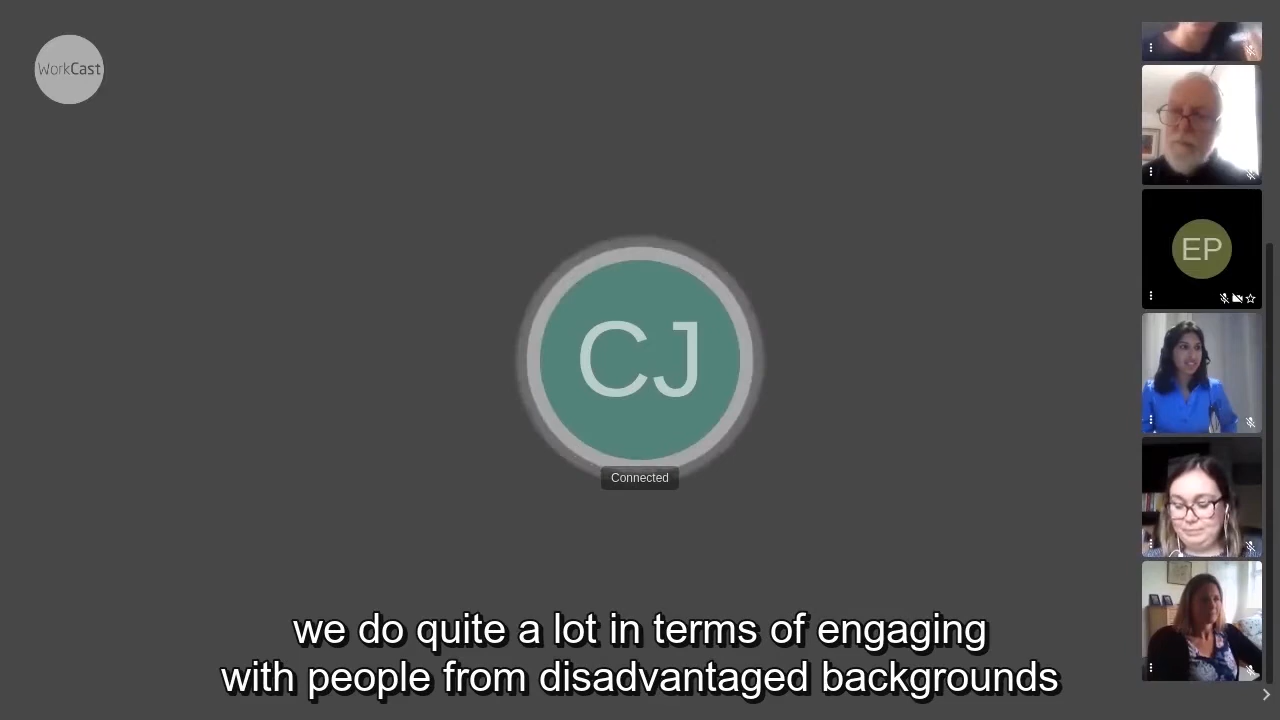 WorkCast
EP
CJ
Connected
we do quite a lot in terms of engaging
with people from disadvantaged backgrounds